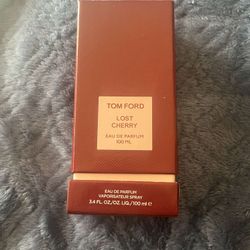 TOM FORD
LOST
CHERRY
EAU DE PARFUM
100 ML
EAU DE PARFUM
VAPORISATEUR SPRAY
3.4 FL.OZ./OZ. LIQ./100 ml ℮